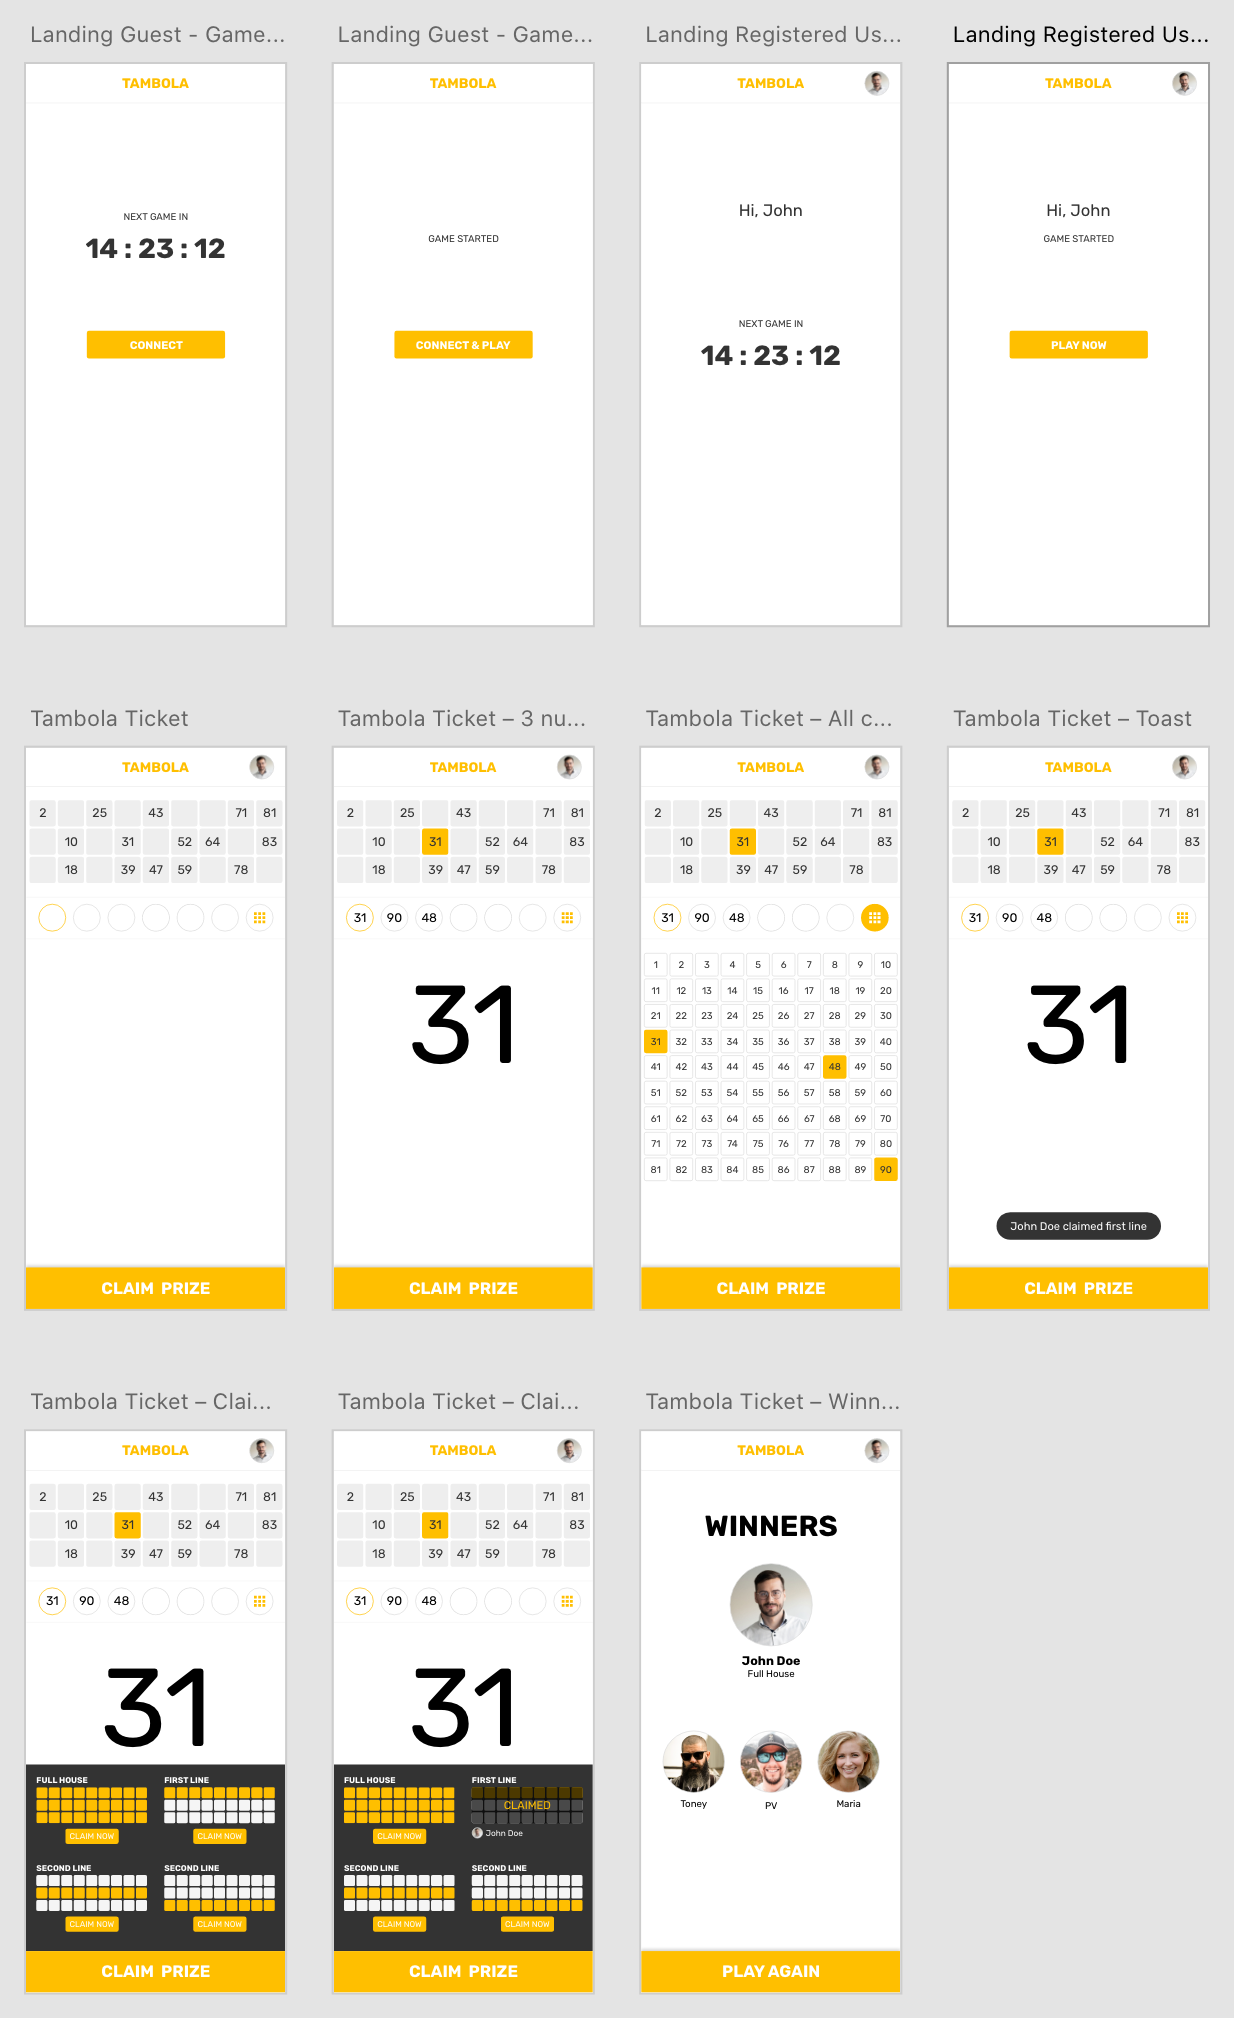 Landing Guest - Game...
TAMBOLA
NEXT GAME IN
14 : 23 : 12
CONNECT
Landing Guest - Game...
TAMBOLA
GAME STARTED
CONNECT & PLAY
Landing Registered Us...
TAMBOLA
Hi, John
NEXT GAME IN
14 : 23 : 12
Landing Registered Us...
TAMBOLA
Hi, John
GAME STARTED
PLAY NOW
Tambola Ticket
TAMBOLA
2 25 43 71 81
10 31 52 64 83
18 39 47 59 78
CLAIM PRIZE
Tambola Ticket – 3 nu...
TAMBOLA
2 25 43 71 81
10 31 52 64 83
18 39 47 59 78
31 90 48
31
CLAIM PRIZE
Tambola Ticket – All c...
TAMBOLA
2 25 43 71 81
10 31 52 64 83
18 39 47 59 78
31 90 48
1 2 3 4 5 6 7 8 9 10
11 12 13 14 15 16 17 18 19 20
21 22 23 24 25 26 27 28 29 30
31 32 33 34 35 36 37 38 39 40
41 42 43 44 45 46 47 48 49 50
51 52 53 54 55 56 57 58 59 60
61 62 63 64 65 66 67 68 69 70
71 72 73 74 75 76 77 78 79 80
81 82 83 84 85 86 87 88 89 90
CLAIM PRIZE
Tambola Ticket – Toast
TAMBOLA
2 25 43 71 81
10 31 52 64 83
18 39 47 59 78
31 90 48
31
John Doe claimed first line
CLAIM PRIZE
Tambola Ticket – Clai...
TAMBOLA
2 25 43 71 81
10 31 52 64 83
18 39 47 59 78
31 90 48
31
FULL HOUSE FIRST LINE
CLAIM NOW CLAIM NOW
SECOND LINE SECOND LINE
CLAIM NOW CLAIM NOW
CLAIM PRIZE
Tambola Ticket – Clai...
TAMBOLA
2 25 43 71 81
10 31 52 64 83
18 39 47 59 78
31 90 48
31
FULL HOUSE FIRST LINE
CLAIMED
CLAIM NOW John Doe
SECOND LINE SECOND LINE
CLAIM NOW CLAIM NOW
CLAIM PRIZE
Tambola Ticket – Winn...
TAMBOLA
WINNERS
John Doe
Full House
Toney PV Maria
PLAY AGAIN